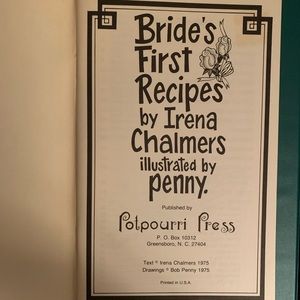 Bride's
First
Recipes
by Irena
Chalmers
illustrated by
penny.
Published by
Potpourri Press
P. O. Box 10312
Greensboro, N. C. 27404
Text © Irena Chalmers 1975
Drawings © Bob Penny 1975
Printed in U.S.A.